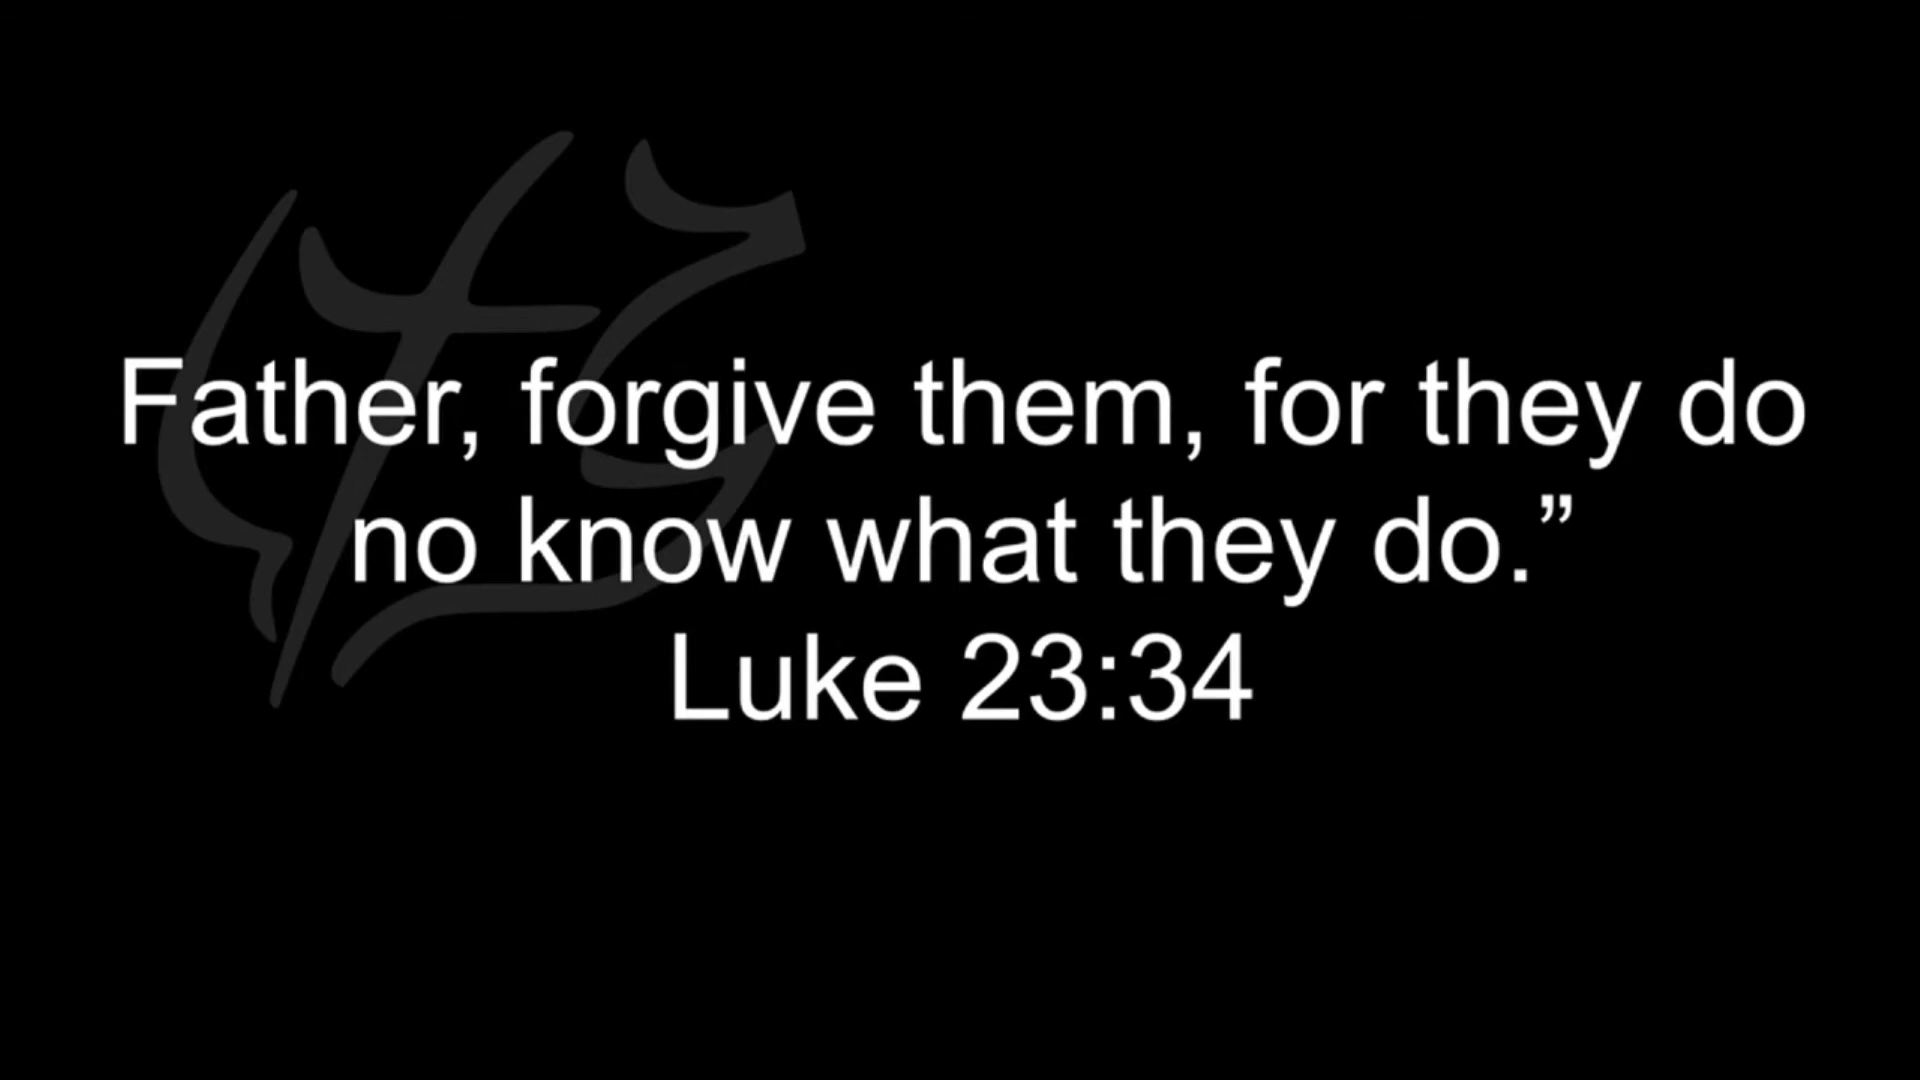 Father, forgive them, for they do
no know what they do.”
Luke 23:34